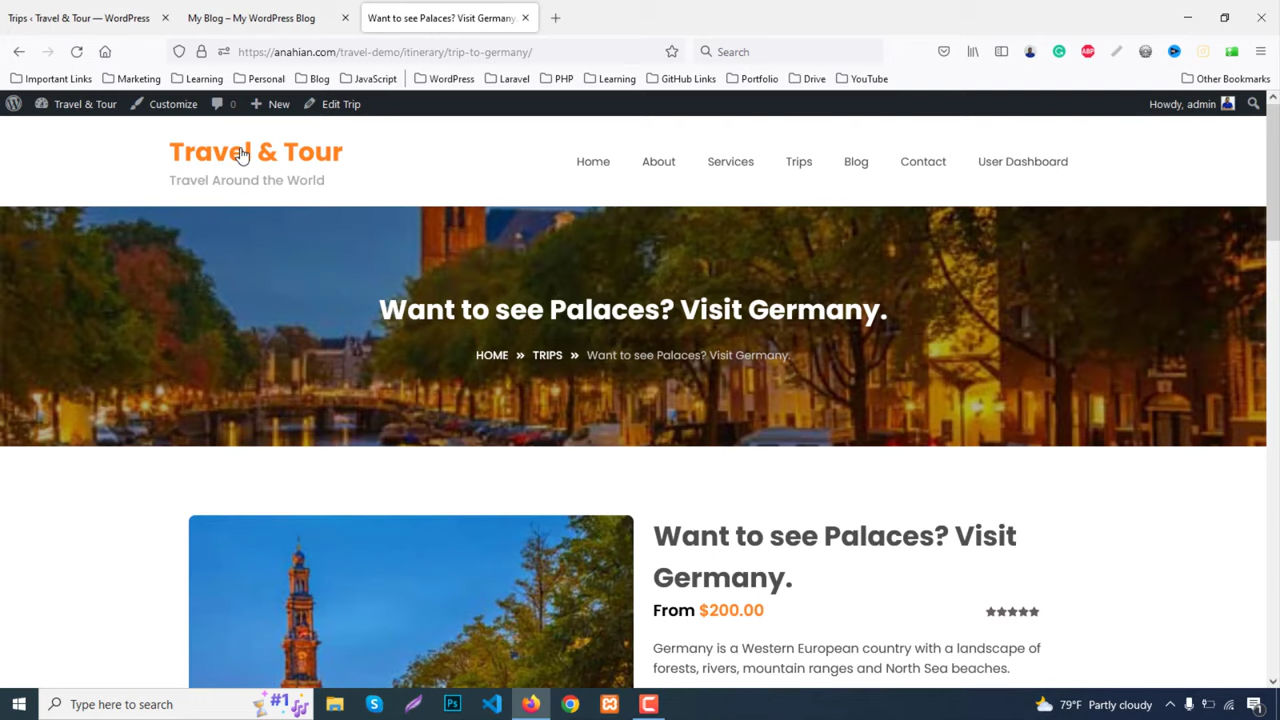 Trips ‹ Travel & Tour — WordPress
My Blog – My WordPress Blog
Want to see Palaces? Visit Germany.
https://anahian.com/travel-demo/itinerary/trip-to-germany/
Search
Important Links
Marketing
Learning
Personal
Blog
JavaScript
WordPress
Laravel
PHP
Learning
GitHub Links
Portfolio
Drive
YouTube
Other Bookmarks
Travel & Tour
Customize
0
New
Edit Trip
Howdy, admin
Travel & Tour
Travel Around the World
Home
About
Services
Trips
Blog
Contact
User Dashboard
Want to see Palaces? Visit Germany.
HOME » TRIPS » Want to see Palaces? Visit Germany.
Want to see Palaces? Visit
Germany.
From $200.00
Germany is a Western European country with a landscape of
forests, rivers, mountain ranges and North Sea beaches.
Type here to search
#1
79°F Partly cloudy